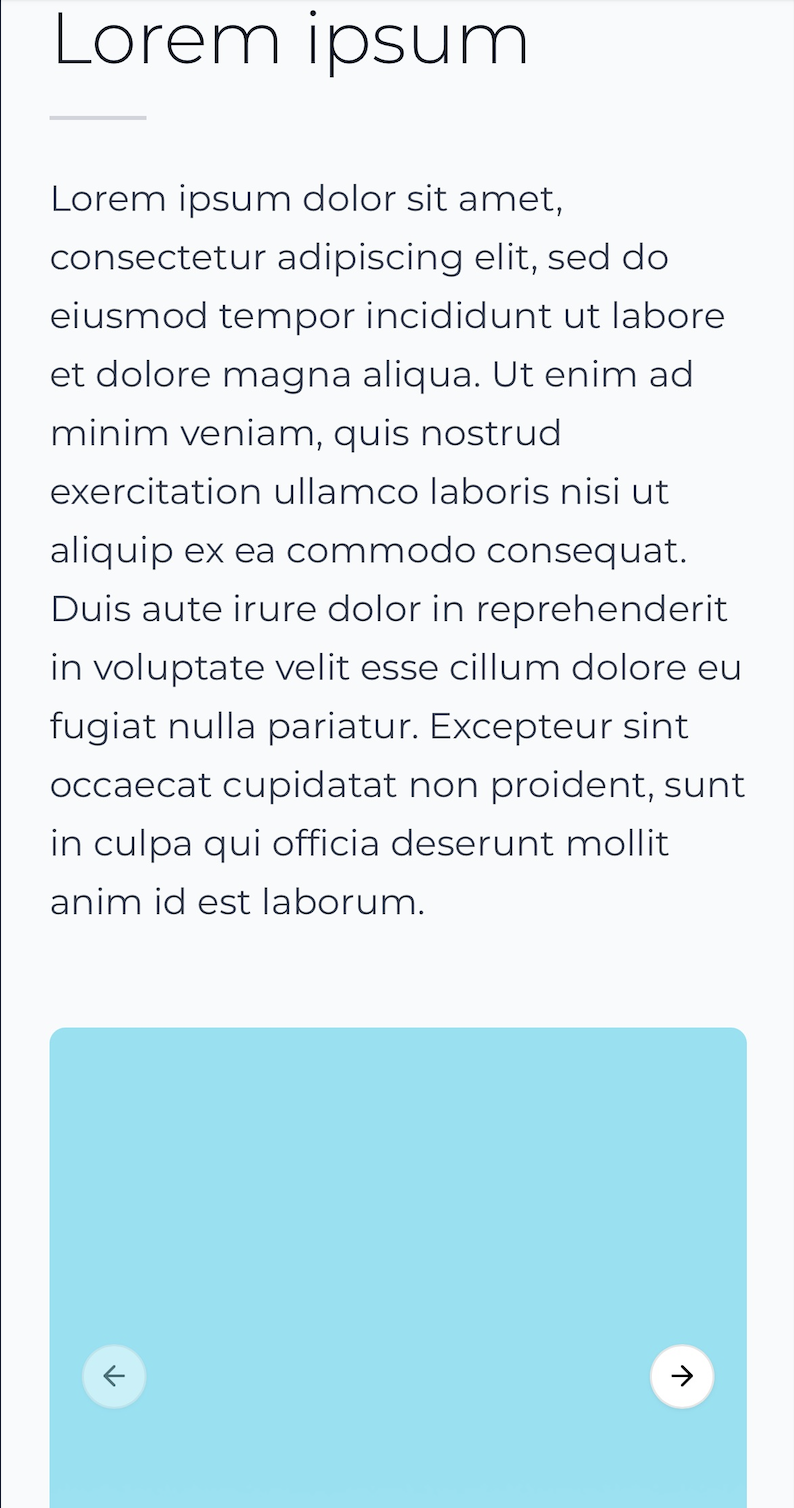 Lorem ipsum
Lorem ipsum dolor sit amet,
consectetur adipiscing elit, sed do
eiusmod tempor incididunt ut labore
et dolore magna aliqua. Ut enim ad
minim veniam, quis nostrud
exercitation ullamco laboris nisi ut
aliquip ex ea commodo consequat.
Duis aute irure dolor in reprehenderit
in voluptate velit esse cillum dolore eu
fugiat nulla pariatur. Excepteur sint
occaecat cupidatat non proident, sunt
in culpa qui officia deserunt mollit
anim id est laborum.